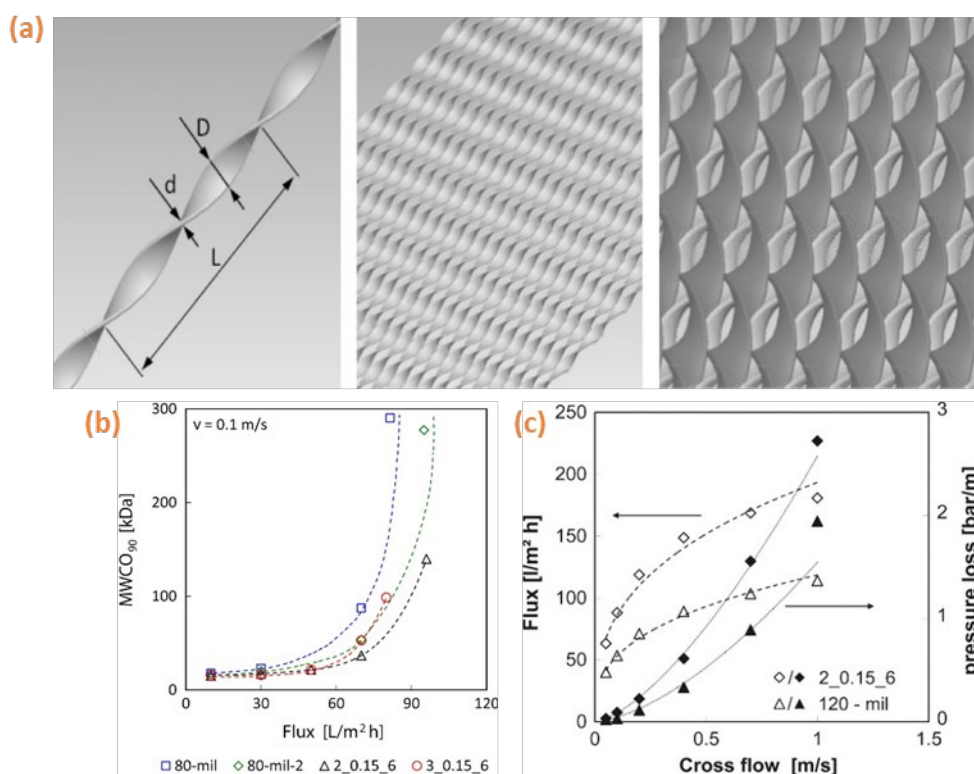 (a)
D
d
L
(b)
300
v = 0.1 m/s
200
100
0
MWCO90 [kDa]
0 30 60 90 120
Flux [L/m² h]
80-mil 80-mil-2 2_0.15_6 3_0.15_6
(c)
250
200
150
100
50
0
Flux [l/m² h]
3
2
1
0
pressure loss [bar/m]
2_0.15_6
120 - mil
0 0.5 1 1.5
Cross flow [m/s]